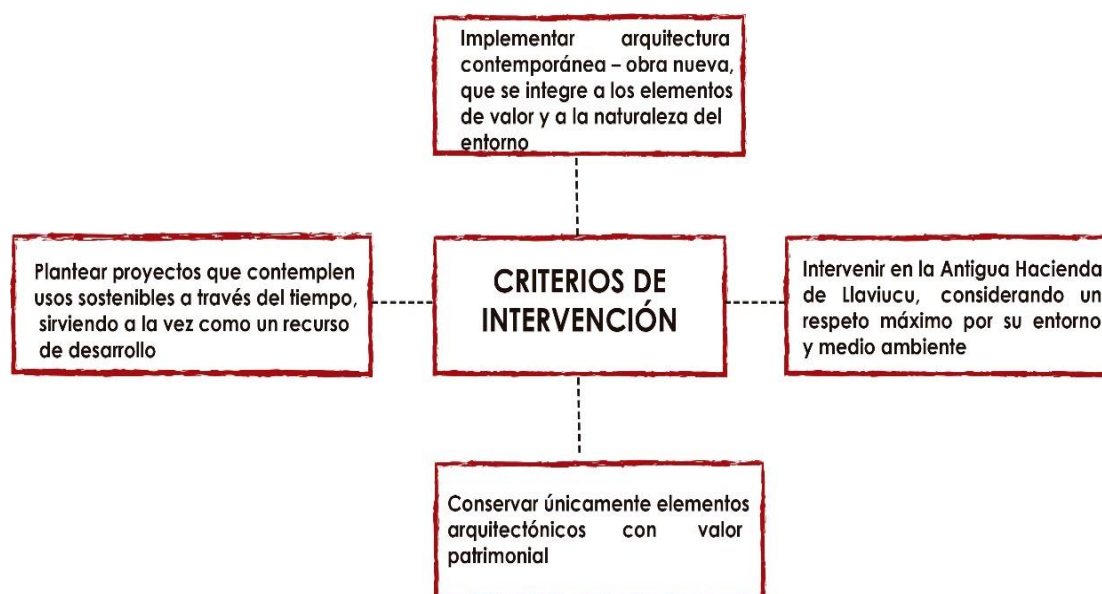 Implementar arquitectura
contemporánea – obra nueva,
que se integre a los elementos
de valor y a la naturaleza del
entorno
Plantear proyectos que contemplen
usos sostenibles a través del tiempo,
sirviendo a la vez como un recurso
de desarrollo
CRITERIOS DE
INTERVENCIÓN
Intervenir en la Antigua Hacienda
de Llaviucu, considerando un
respeto máximo por su entorno
y medio ambiente
Conservar únicamente elementos
arquitectónicos con valor
patrimonial